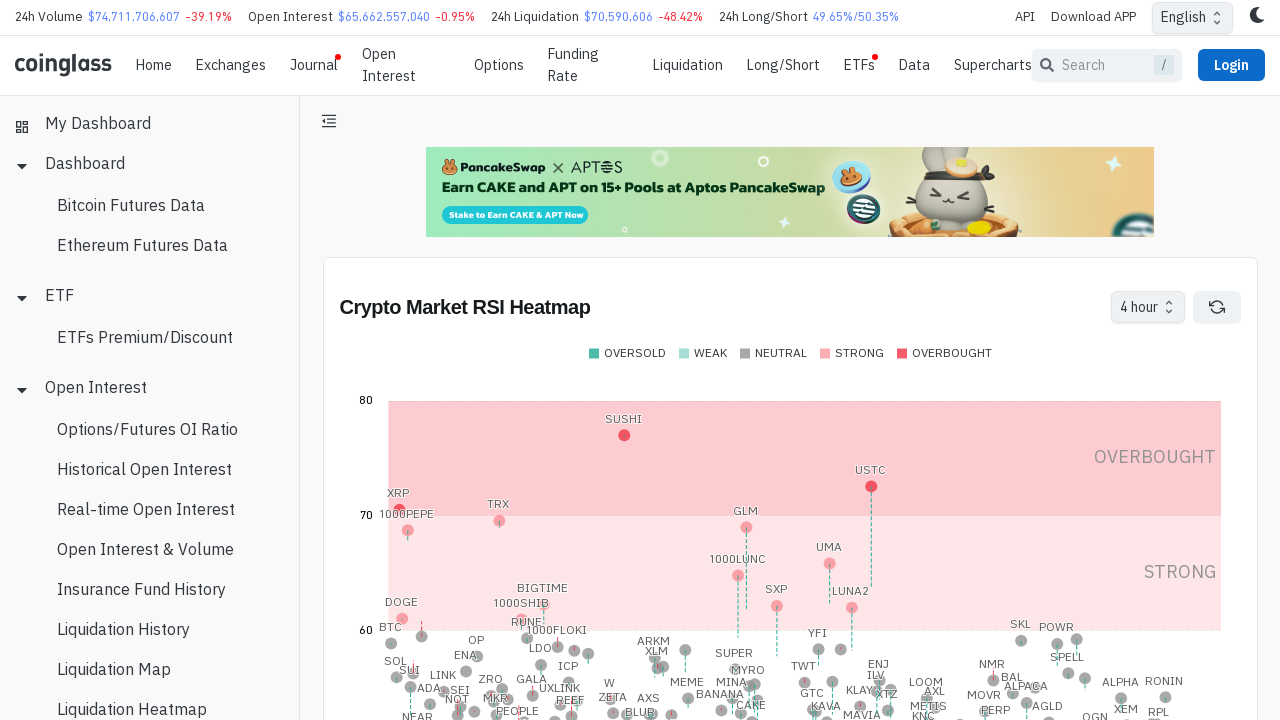 24h Volume $74,711,706,607 -39.19% Open Interest $65,662,557,040 -0.95% 24h Liquidation $70,590,606 -48.42% 24h Long/Short 49.65%/50.35% API Download APP English
coinglass Home Exchanges Journal Open Interest Options Funding Rate Liquidation Long/Short ETFs Data Supercharts Search / Login
My Dashboard
Dashboard
Bitcoin Futures Data
Ethereum Futures Data
ETF
ETFs Premium/Discount
Open Interest
Options/Futures OI Ratio
Historical Open Interest
Real-time Open Interest
Open Interest & Volume
Insurance Fund History
Liquidation History
Liquidation Map
Liquidation Heatmap
PancakeSwap X APTOS
Earn CAKE and APT on 15+ Pools at Aptos PancakeSwap
Stake to Earn CAKE & APT Now
Crypto Market RSI Heatmap 4 hour
OVERSOLD WEAK NEUTRAL STRONG OVERBOUGHT
80
SUSHI
OVERBOUGHT
USTC
XRP
TRX
70 1000PEPE
GLM
UMA
1000LUNC
STRONG
SXP LUNA2
BIGTIME
DOGE 1000SHIB
RUNE SKL
60 BTC 1000FLOKI YFI POWR
OP ARKM
LDO XLM
ENA SUPER SPELL
SOL ICP TWT ENJ NMR
SUI MYRO
LINK ILV BAL
ZRO GALA W MEME MINA LOOM ALPHA RONIN
ADA SEI UXLINK KLAY ALPACA
NOT MKR ZETA AXS BANANA GTC XTZ AXL MOVR
REEF CAKE KAVA METIS AGLD
NEAR PEOPLE BLUR MAVIA KNC PERP OGN XEM RPL